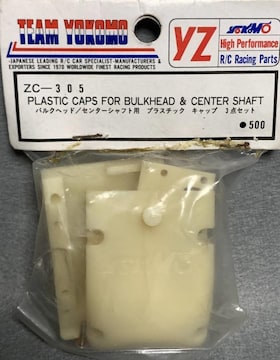 TEAM YOKOMO
-JAPANESE LEADING R/C CAR SPECIALIST-MANUFACTURERS &
EXPORTERS SINCE 1970 WORLDWIDE FINEST RACING PRODUCTS
YZ
YOKOMO
High Performance
R/C Racing Parts
ZC-305
PLASTIC CAPS FOR BULKHEAD & CENTER SHAFT
バルクヘッド/センターシャフト用 プラスチック キャップ 3点セット
●500
YOKOMO